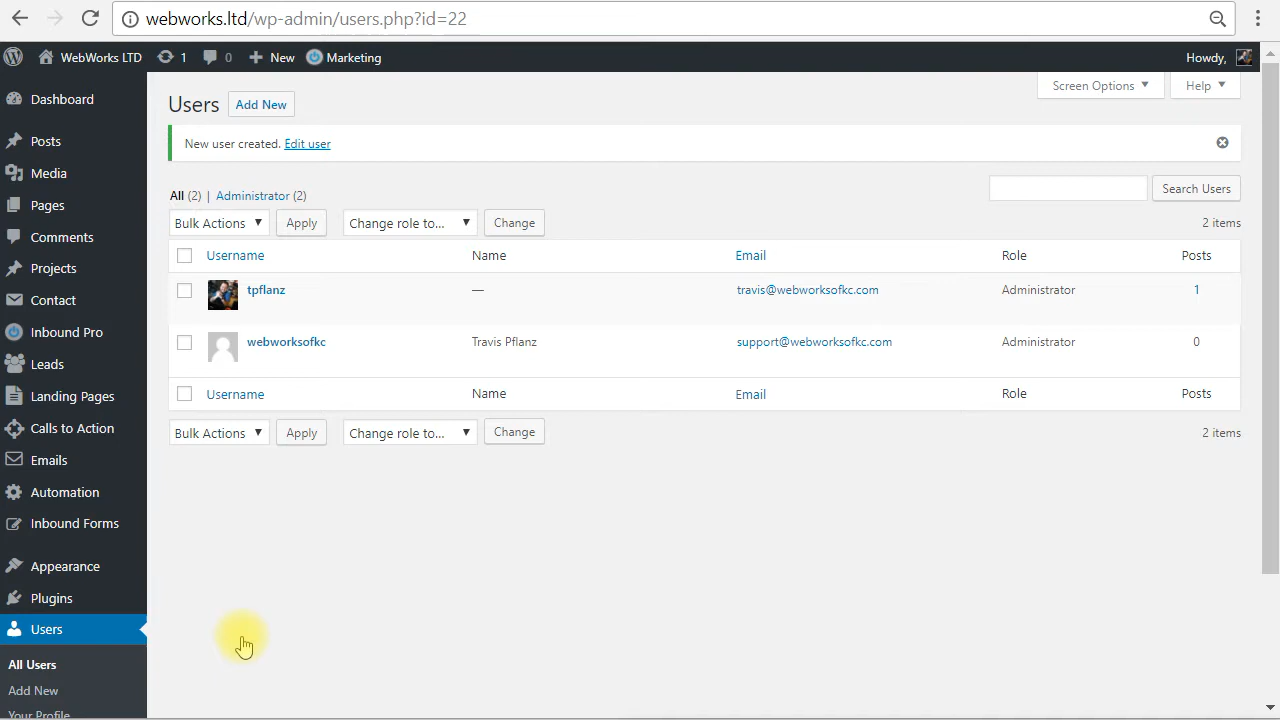 webworks.ltd/wp-admin/users.php?id=22
WebWorks LTD 1 0 New Marketing Howdy,
Screen Options Help
Dashboard
Posts
Media
Pages
Comments
Projects
Contact
Inbound Pro
Leads
Landing Pages
Calls to Action
Emails
Automation
Inbound Forms
Appearance
Plugins
Users
All Users
Add New
Your Profile
Users Add New
New user created. Edit user
All (2) | Administrator (2)
Search Users
Bulk Actions Apply Change role to... Change 2 items
Username Name Email Role Posts
tpflanz — travis@webworksofkc.com Administrator 1
webworksofkc Travis Pflanz support@webworksofkc.com Administrator 0
Username Name Email Role Posts
Bulk Actions Apply Change role to... Change 2 items